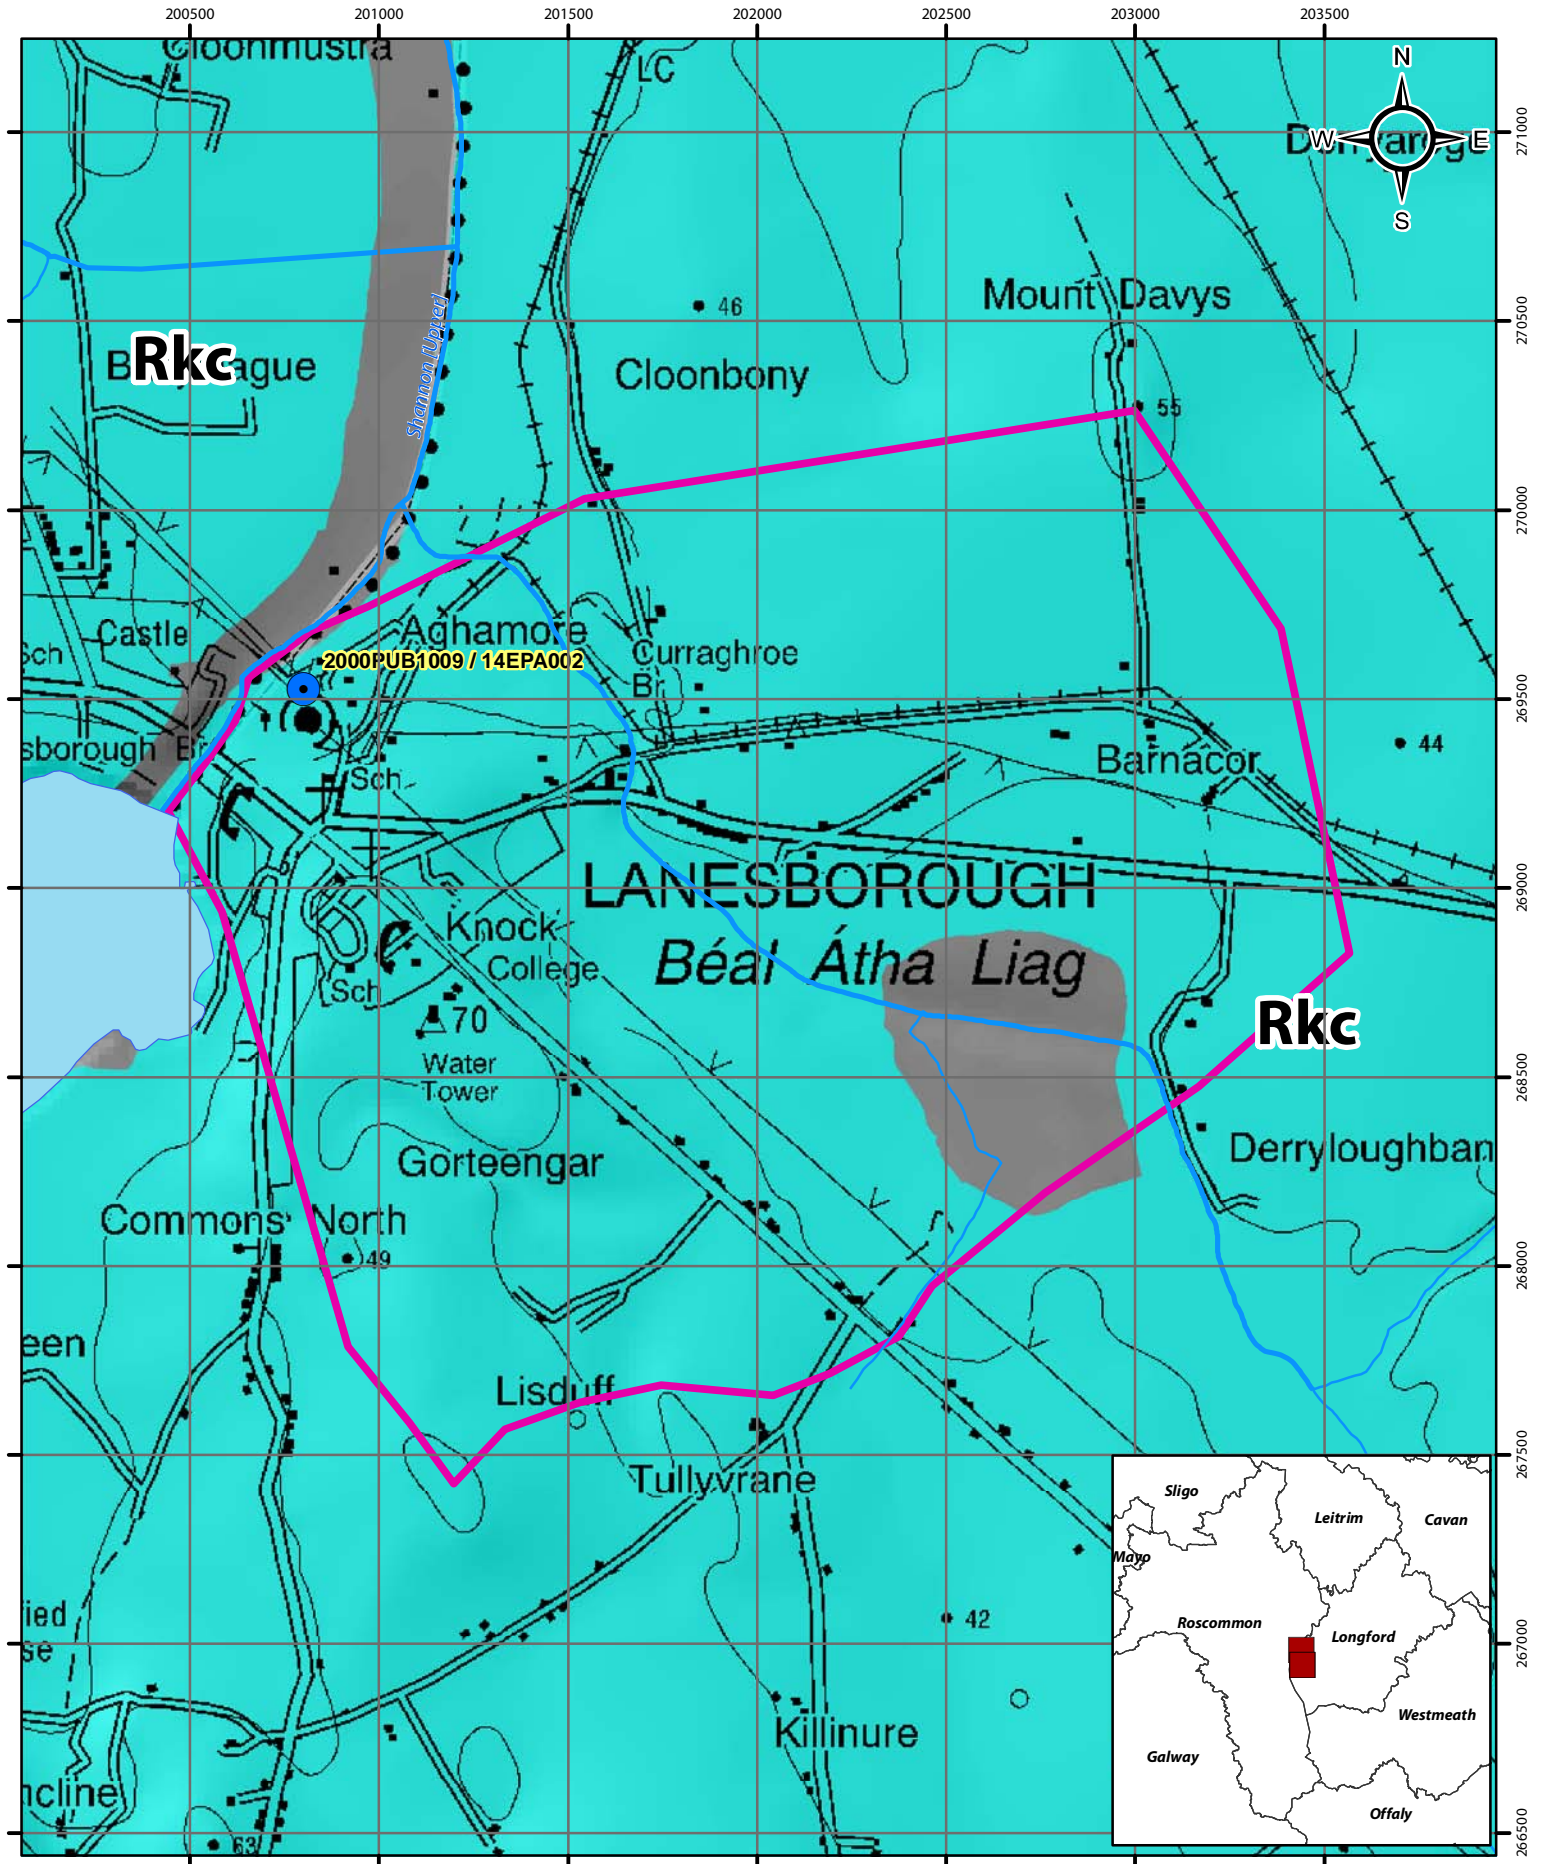 200500 201000 201500 202000 202500 203000 203500
Cloonmustra
LC
N
W E
S
271000
Mount Davys
46
270500
Shannon [Upper]
Rkc
Cloonbony
55
270000
Castle
Aghamore
Sch
2000PUB1009 / 14EPA002
Curraghroe
Br
269500
sborough Br
44
Barnacor
Sch
LANESBOROUGH
269000
Knock
Béal Átha Liag
College
Sch
70
Rkc
Water
Tower
268500
Gorteengar
Derryloughban
Commons North
49
268000
een
Lisduff
267500
Tullyvrane
Sligo
Leitrim
Cavan
Mayo
ied
42
Roscommon
Longford
267000
se
Westmeath
Killinure
Galway
ncline
Offaly
63
266500